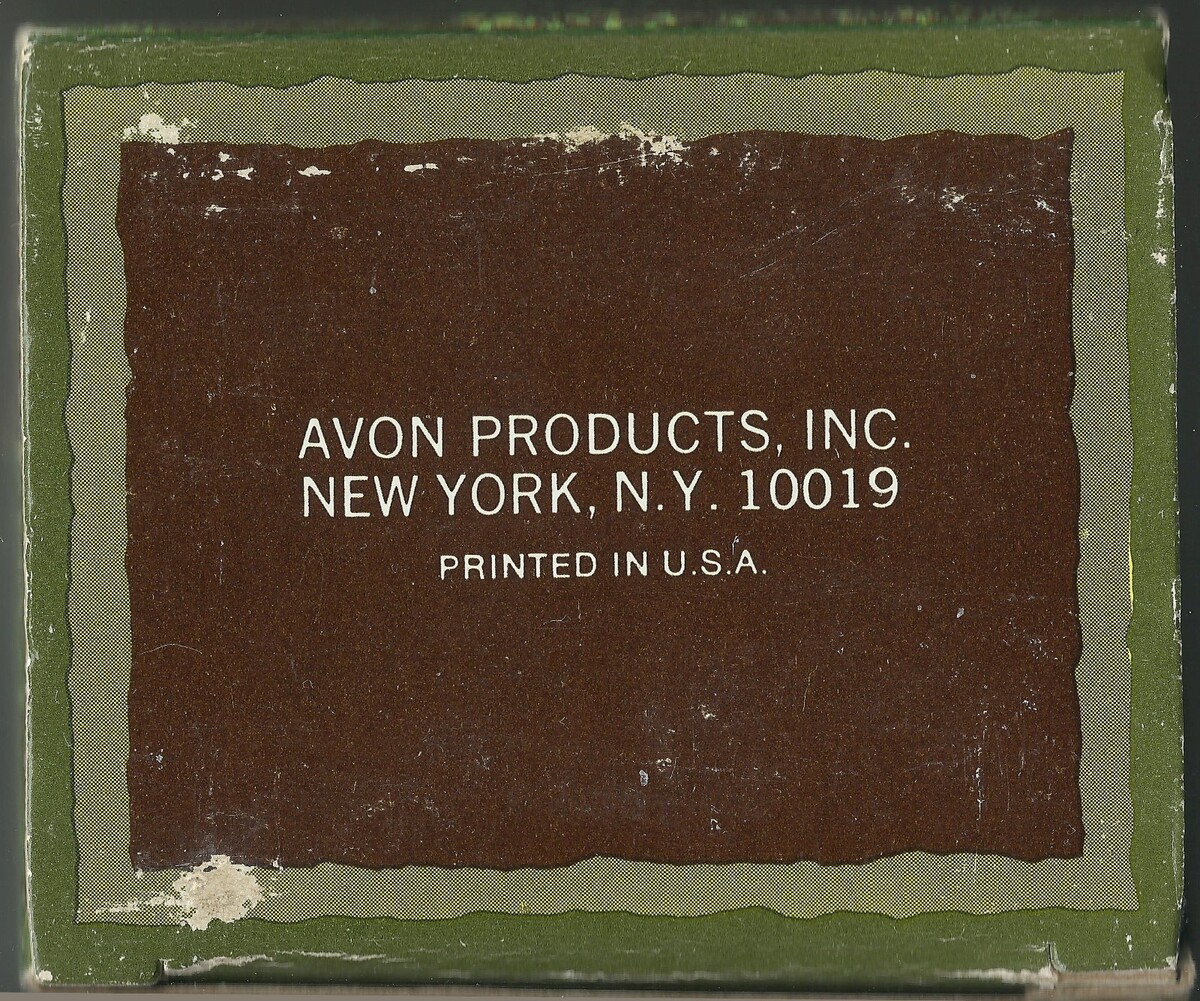 AVON PRODUCTS, INC.
NEW YORK, N.Y. 10019
PRINTED IN U.S.A.